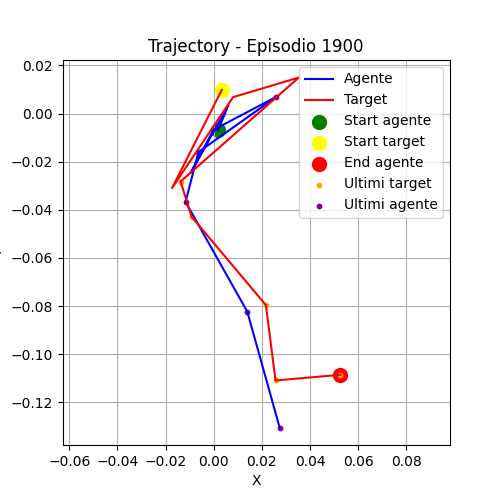 Trajectory - Episodio 1900
0.02
0.00
−0.02
−0.04
−0.06
−0.08
−0.10
−0.12
Agente
Target
Start agente
Start target
End agente
Ultimi target
Ultimi agente
−0.06 −0.04 −0.02 0.00 0.02 0.04 0.06 0.08
X